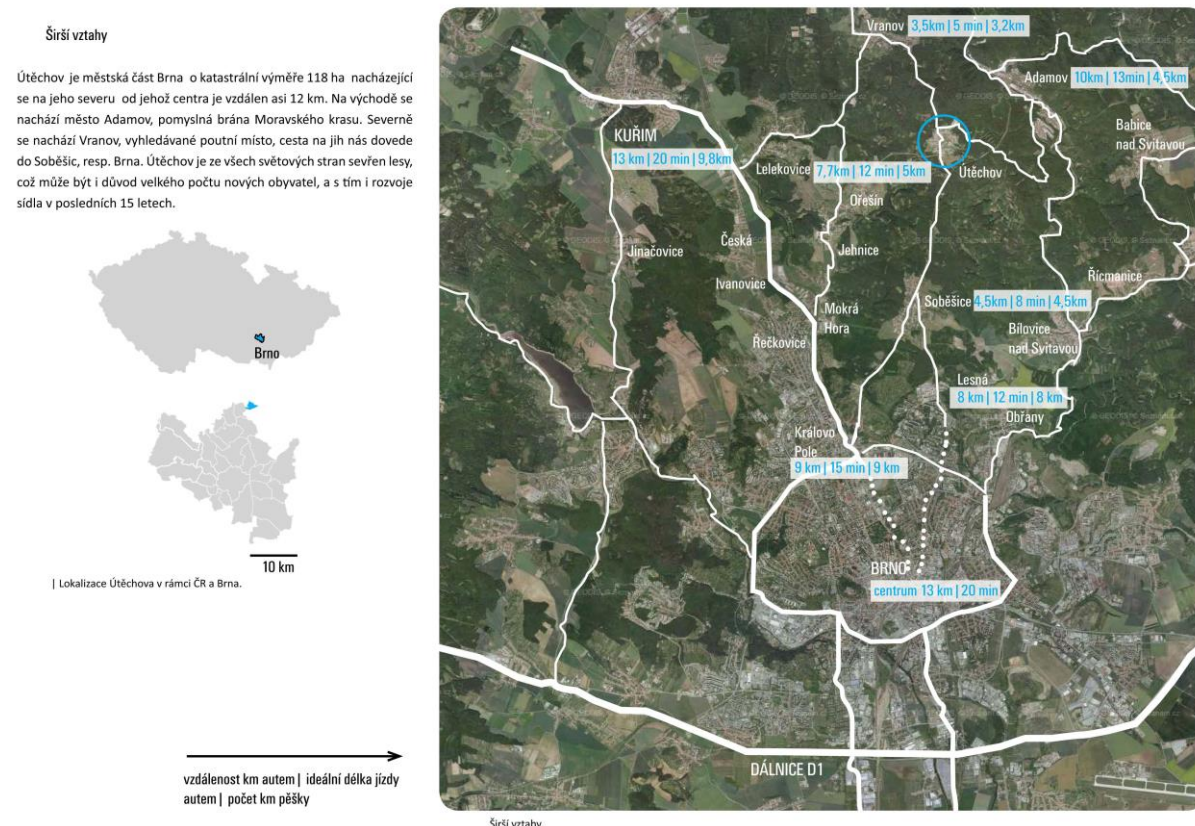 Širší vztahy
Útěchov je městská část Brna o katastrální výměře 118 ha nacházející
se na jeho severu od jehož centra je vzdálen asi 12 km. Na východě se
nachází město Adamov, pomyslná brána Moravského krasu. Severně
se nachází Vranov, vyhledávané poutní místo, cesta na jih nás dovede
do Soběšic, resp. Brna. Útěchov je ze všech světových stran sevřen lesy,
což může být i důvod velkého počtu nových obyvatel, a s tím i rozvoje
sídla v posledních 15 letech.
Brno
10 km
| Lokalizace Útěchova v rámci ČR a Brna.
vzdálenost km autem | ideální délka jízdy
autem | počet km pěšky
Vranov 3,5km | 5 min | 3,2km
Adamov 10km | 13min | 4,5km
KUŘIM
13 km | 20 min | 9,8km
Babice
nad Svitavou
Lelekovice 7,7km | 12 min | 5km
Útěchov
Ořešín
Česká
Jinačovice
Jehnice
Ivanovice
Řícmanice
Mokrá
Hora
Soběšice 4,5km | 8 min | 4,5km
Řečkovice
Bílovice
nad Svitavou
Lesná
8 km | 12 min | 8 km
Obřany
Královo
Pole
9 km | 15 min | 9 km
BRNO
centrum 13 km | 20 min
DÁLNICE D1
Širší vztahy